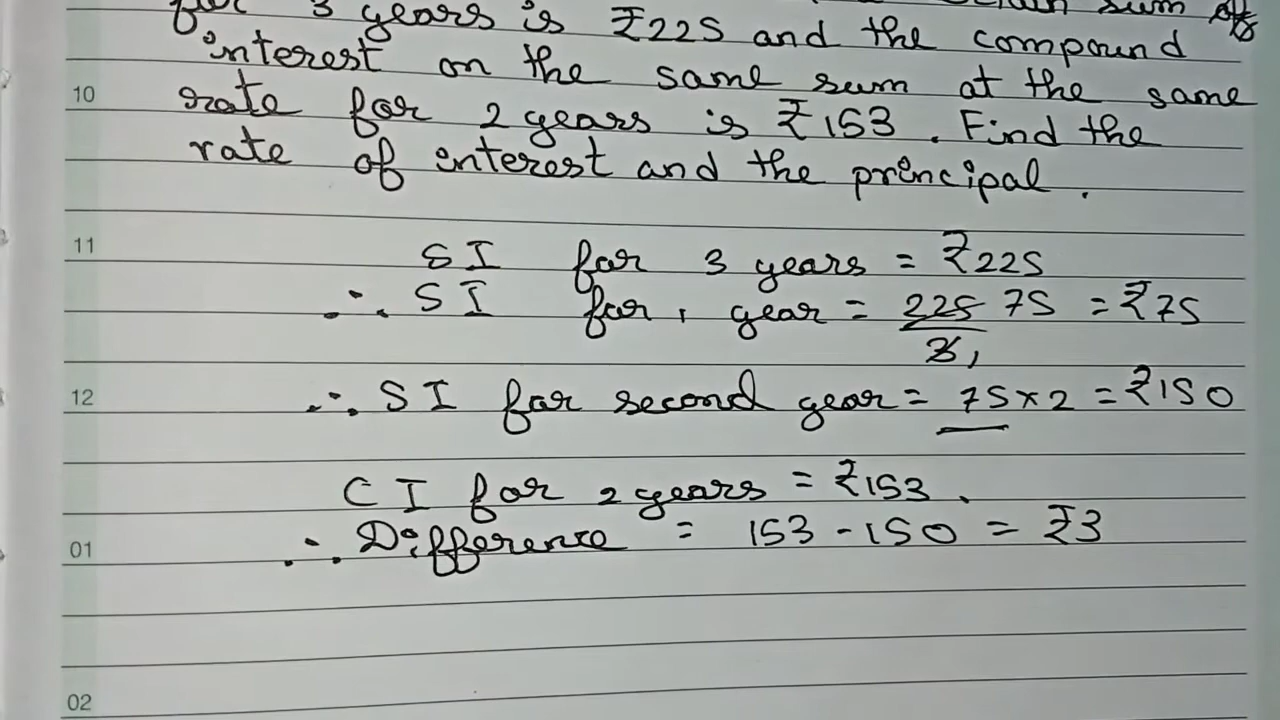 for 3 years is ₹225 and the compound
interest on the same sum at the same
10
rate for 2 years is ₹153. Find the
rate of interest and the principal.
11
SI for 3 years = ₹225
∴ SI for 1 year = 225/3 75 = ₹75
1
12
∴ SI for second year = 75×2 = ₹150
CI for 2 years = ₹153.
01
∴ Difference = 153-150 = ₹3
02